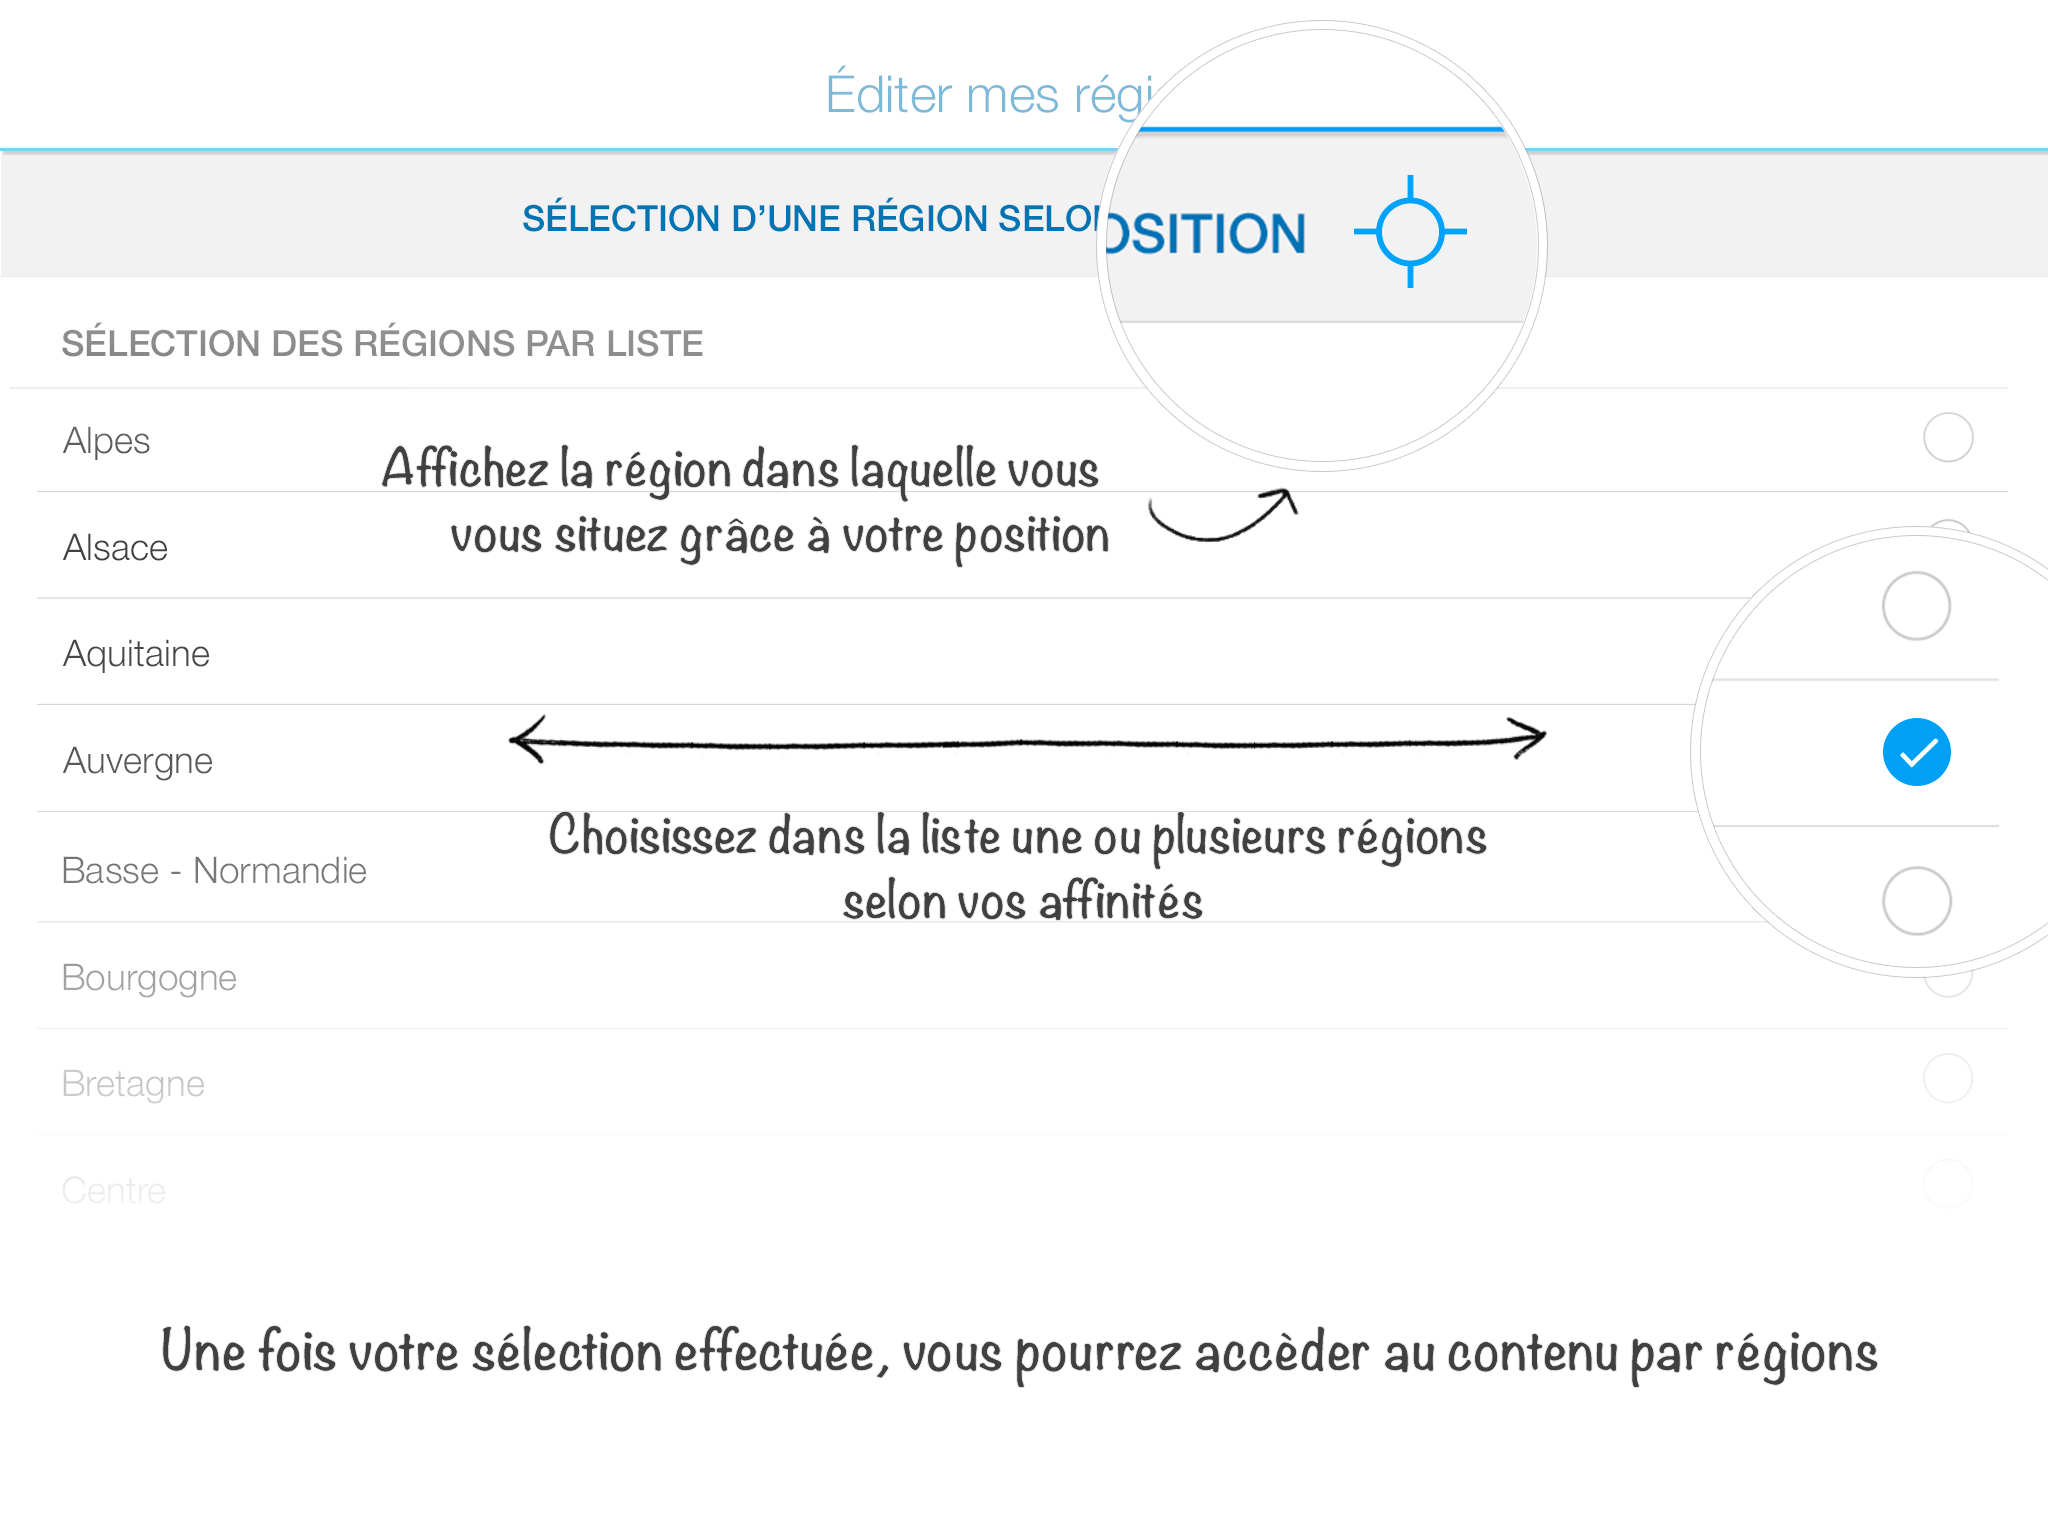 Éditer mes régi
SÉLECTION D'UNE RÉGION SELON
OSITION
SÉLECTION DES RÉGIONS PAR LISTE
Alpes
Affichez la région dans laquelle vous
vous situez grâce à votre position
Alsace
Aquitaine
Auvergne
Choisissez dans la liste une ou plusieurs régions
selon vos affinités
Basse - Normandie
Bourgogne
Bretagne
Centre
Une fois votre sélection effectuée, vous pourrez accèder au contenu par régions